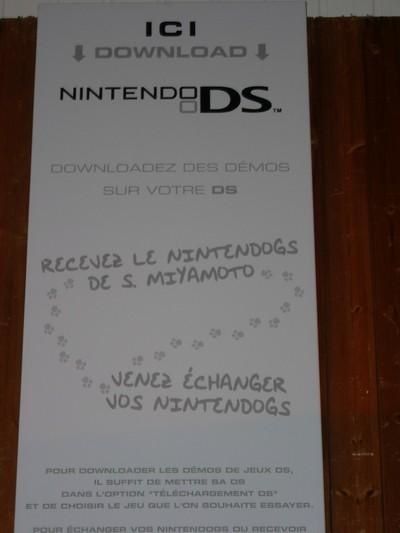 ICI
⬇ DOWNLOAD ⬇
NINTENDO DS ™
DOWNLOADEZ DES DÉMOS
SUR VOTRE DS
RECEVEZ LE NINTENDOGS
DE S. MIYAMOTO
VENEZ ÉCHANGER
VOS NINTENDOGS
POUR DOWNLOADER LES DÉMOS DE JEUX DS,
IL SUFFIT DE METTRE SA DS
DANS L'OPTION "TÉLÉCHARGEMENT DS"
ET DE CHOISIR LE JEU QUE L'ON SOUHAITE ESSAYER.
POUR ÉCHANGER VOS NINTENDOGS OU RECEVOIR